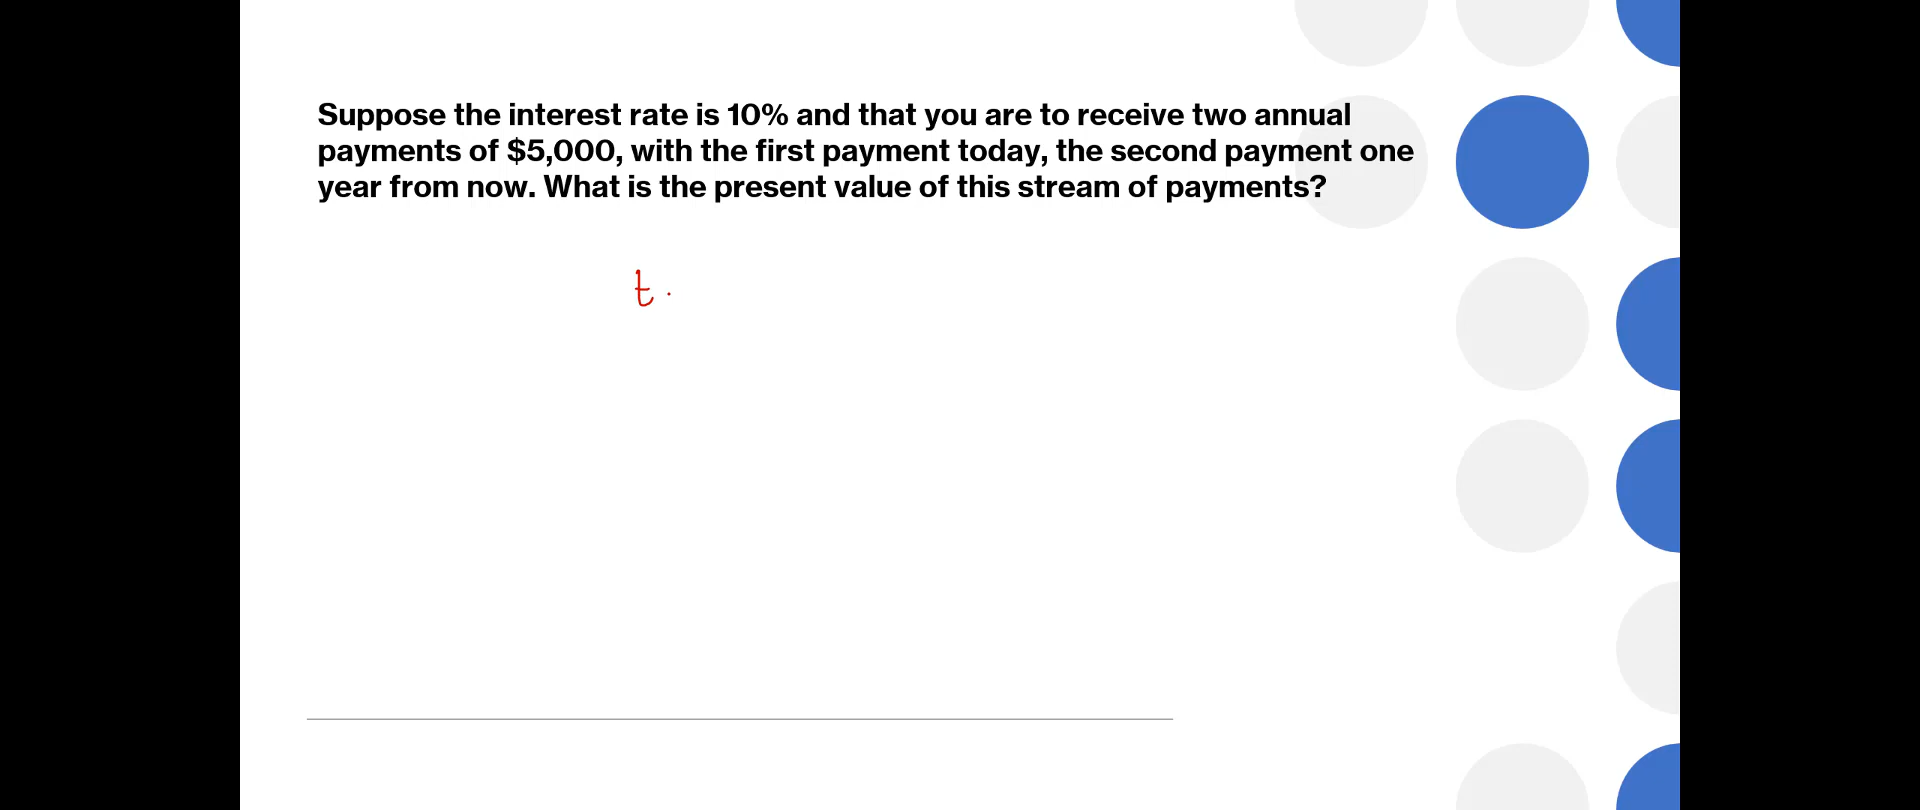 Suppose the interest rate is 10% and that you are to receive two annual
payments of $5,000, with the first payment today, the second payment one
year from now. What is the present value of this stream of payments?
t.